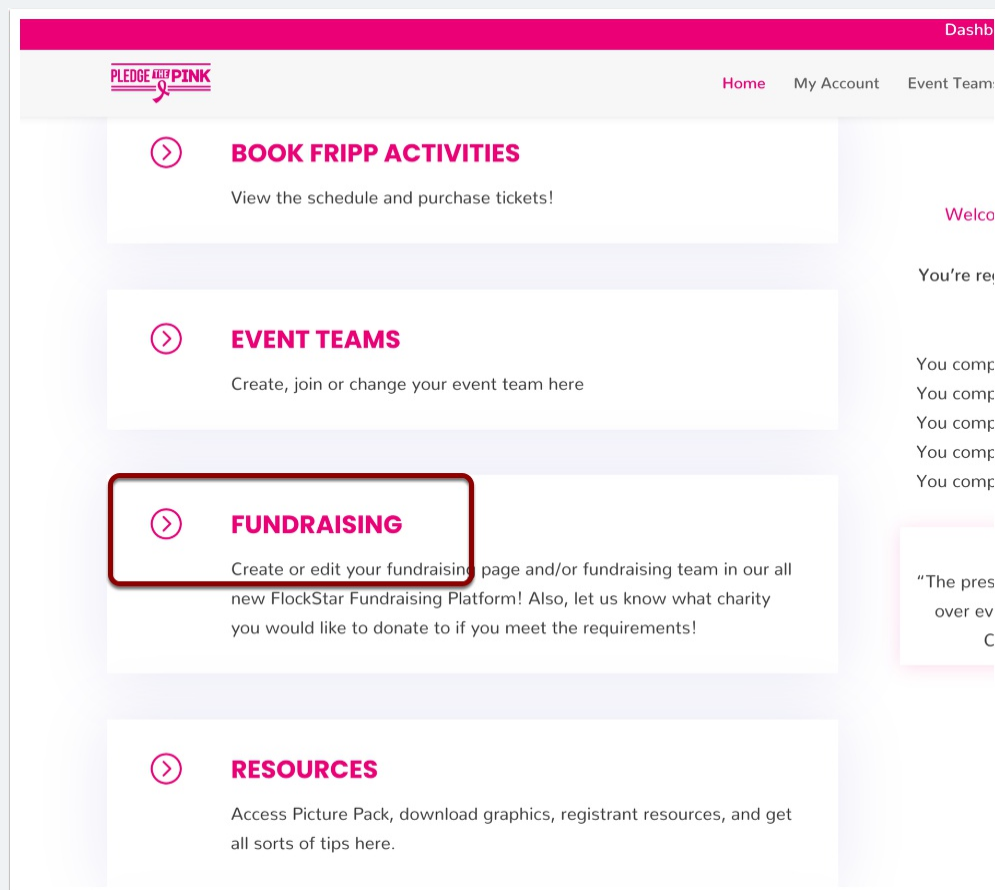 Dashb
PLEDGE THE PINK
Home My Account Event Teams
BOOK FRIPP ACTIVITIES
View the schedule and purchase tickets!
EVENT TEAMS
Create, join or change your event team here
FUNDRAISING
Create or edit your fundraising page and/or fundraising team in our all
new FlockStar Fundraising Platform! Also, let us know what charity
you would like to donate to if you meet the requirements!
RESOURCES
Access Picture Pack, download graphics, registrant resources, and get
all sorts of tips here.
Welco
You’re reg
You comp
You comp
You comp
You comp
You comp
“The pres
over ev
C